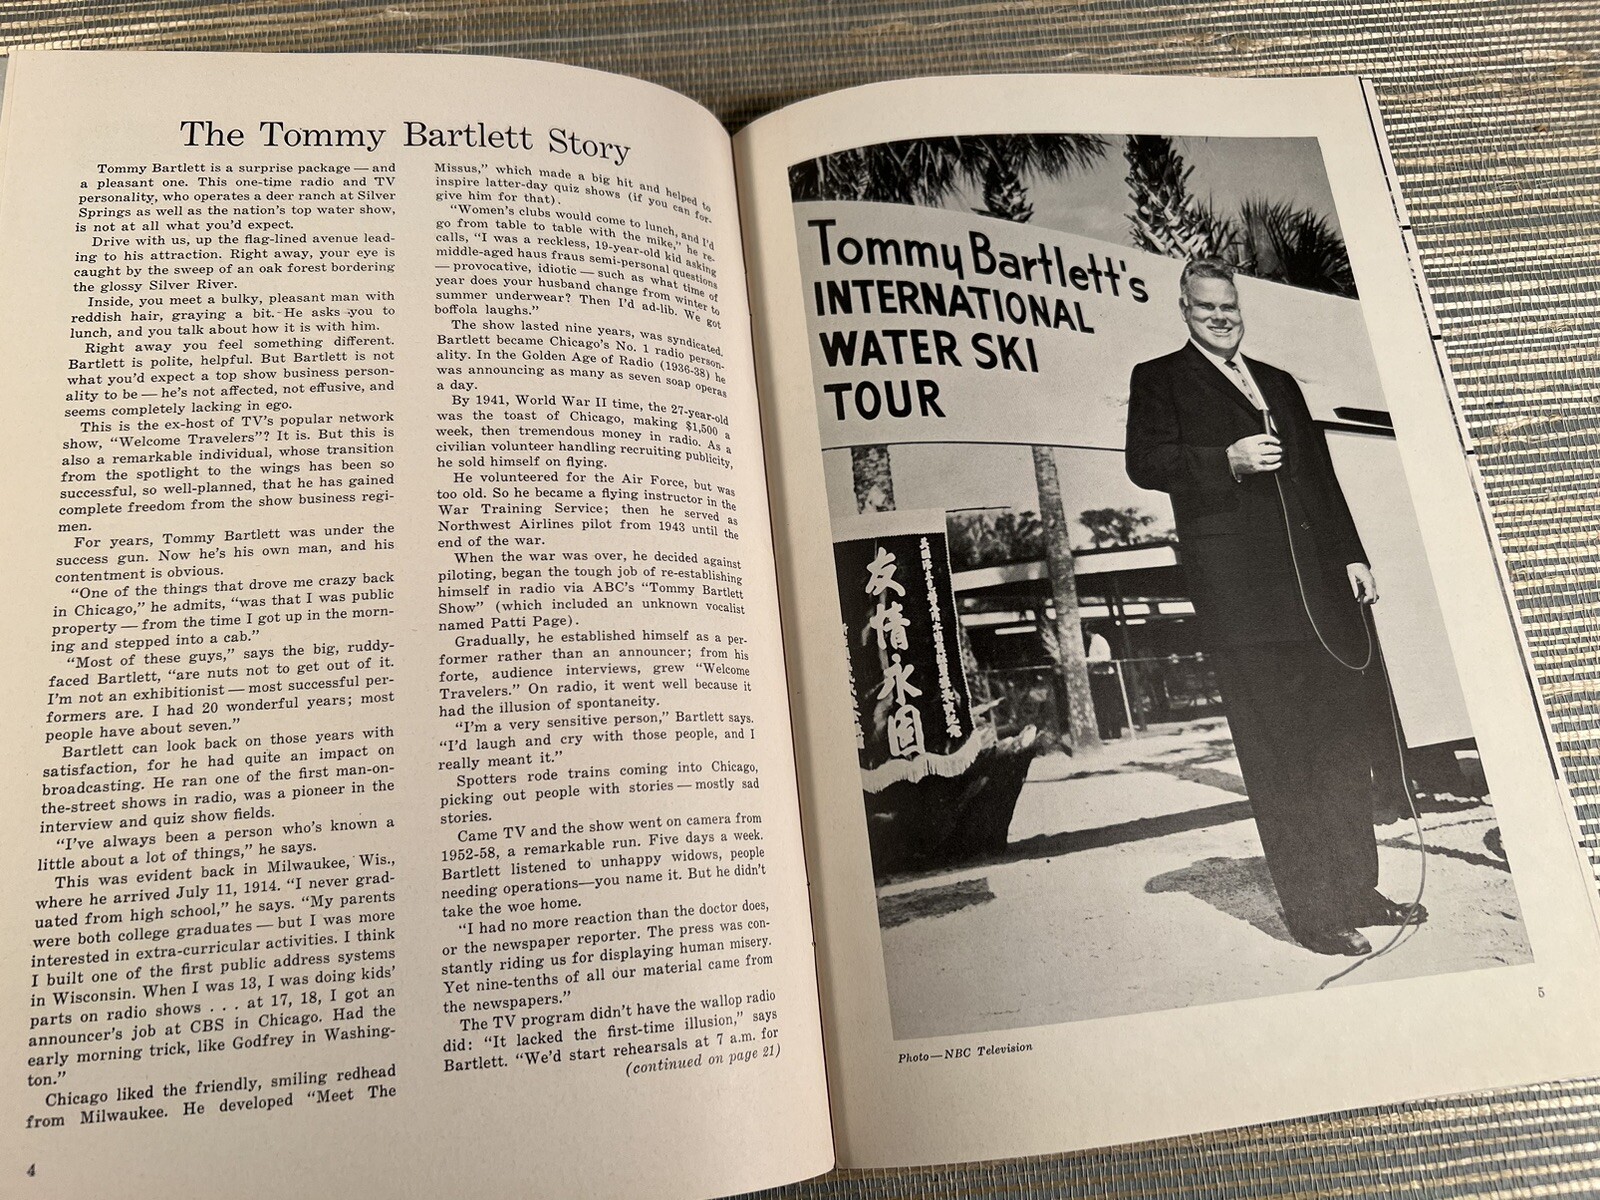 The Tommy Bartlett Story
Tommy Bartlett is a surprise package — and
a pleasant one. This one-time radio and TV
personality, who operates a deer ranch at Silver
Springs as well as the nation's top water show,
is not at all what you'd expect.
Drive with us, up the flag-lined avenue lead-
ing to his attraction. Right away, your eye is
caught by the sweep of an oak forest bordering
the glossy Silver River.
Inside, you meet a bulky, pleasant man with
reddish hair, graying a bit. He asks you to
lunch, and you talk about how it is with him.
Right away you feel something different.
Bartlett is polite, helpful. But Bartlett is not
what you'd expect a top show business person-
ality to be — he's not affected, not effusive, and
seems completely lacking in ego.
This is the ex-host of TV's popular network
show, "Welcome Travelers"? It is. But this is
also a remarkable individual, whose transition
from the spotlight to the wings has been so
successful, so well-planned, that he has gained
complete freedom from the show business regi-
men.
For years, Tommy Bartlett was under the
success gun. Now he's his own man, and his
contentment is obvious.
"One of the things that drove me crazy back
in Chicago," he admits, "was that I was public
property — from the time I got up in the morn-
ing and stepped into a cab."
"Most of these guys," says the big, ruddy-
faced Bartlett, "are nuts not to get out of it.
I'm not an exhibitionist — most successful per-
formers are. I had 20 wonderful years; most
people have about seven."
Bartlett can look back on those years with
satisfaction, for he had quite an impact on
broadcasting. He ran one of the first man-on-
the-street shows in radio, was a pioneer in the
interview and quiz show fields.
"I've always been a person who's known a
little about a lot of things," he says.
This was evident back in Milwaukee, Wis.,
where he arrived July 11, 1914. "I never grad-
uated from high school," he says. "My parents
were both college graduates — but I was more
interested in extra-curricular activities. I think
I built one of the first public address systems
in Wisconsin. When I was 13, I was doing kids'
parts on radio shows . . . at 17, 18, I got an
announcer's job at CBS in Chicago. Had the
early morning trick, like Godfrey in Washing-
ton."
Chicago liked the friendly, smiling redhead
from Milwaukee. He developed "Meet The
4
Missus," which made a big hit and helped to
inspire latter-day quiz shows (if you can for-
give him for that).
"Women's clubs would come to lunch, and I'd
go from table to table with the mike," he re-
calls, "I was a reckless, 19-year-old kid asking
middle-aged haus fraus semi-personal questions
— provocative, idiotic — such as what time of
year does your husband change from winter to
summer underwear? Then I'd ad-lib. We got
boffola laughs."
The show lasted nine years, was syndicated.
Bartlett became Chicago's No. 1 radio person-
ality. In the Golden Age of Radio (1936-38) he
was announcing as many as seven soap operas
a day.
By 1941, World War II time, the 27-year-old
was the toast of Chicago, making $1,500 a
week, then tremendous money in radio. As a
civilian volunteer handling recruiting publicity,
he sold himself on flying.
He volunteered for the Air Force, but was
too old. So he became a flying instructor in the
War Training Service; then he served as
Northwest Airlines pilot from 1943 until the
end of the war.
When the war was over, he decided against
piloting, began the tough job of re-establishing
himself in radio via ABC's "Tommy Bartlett
Show" (which included an unknown vocalist
named Patti Page).
Gradually, he established himself as a per-
former rather than an announcer; from his
forte, audience interviews, grew "Welcome
Travelers." On radio, it went well because it
had the illusion of spontaneity.
"I'm a very sensitive person," Bartlett says.
"I'd laugh and cry with those people, and I
really meant it."
Spotters rode trains coming into Chicago,
picking out people with stories — mostly sad
stories.
Came TV and the show went on camera from
1952-58, a remarkable run. Five days a week,
Bartlett listened to unhappy widows, people
needing operations—you name it. But he didn't
take the woe home.
"I had no more reaction than the doctor does,
or the newspaper reporter. The press was con-
stantly riding us for displaying human misery.
Yet nine-tenths of all our material came from
the newspapers."
The TV program didn't have the wallop radio
did: "It lacked the first-time illusion," says
Bartlett. "We'd start rehearsals at 7 a.m. for
(continued on page 21)
Tommy Bartlett's
INTERNATIONAL
WATER SKI
TOUR
友情永固
Photo—NBC Television
5